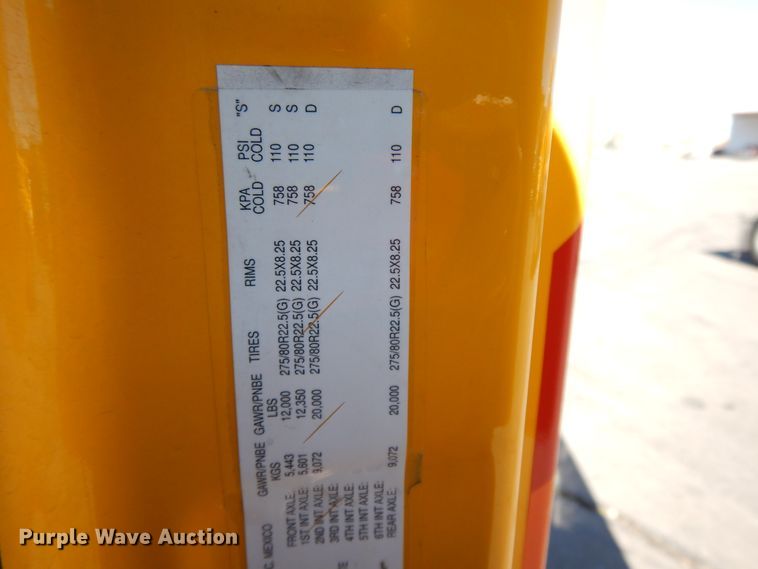 C. MEXICO GAWR/PNBE GAWR/PNBE TIRES RIMS KPA PSI "S"
KGS LBS COLD COLD
FRONT AXLE: 5,443 12,000 275/80R22.5(G) 22.5X8.25 758 110 S
1ST INT AXLE: 5,601 12,350 275/80R22.5(G) 22.5X8.25 758 110 S
2ND INT AXLE: 9,072 20,000 275/80R22.5(G) 22.5X8.25 758 110 D
3RD INT AXLE:
4TH INT AXLE:
5TH INT AXLE:
6TH INT AXLE:
REAR AXLE: 9,072 20,000 275/80R22.5(G) 22.5X8.25 758 110 D
Purple Wave Auction